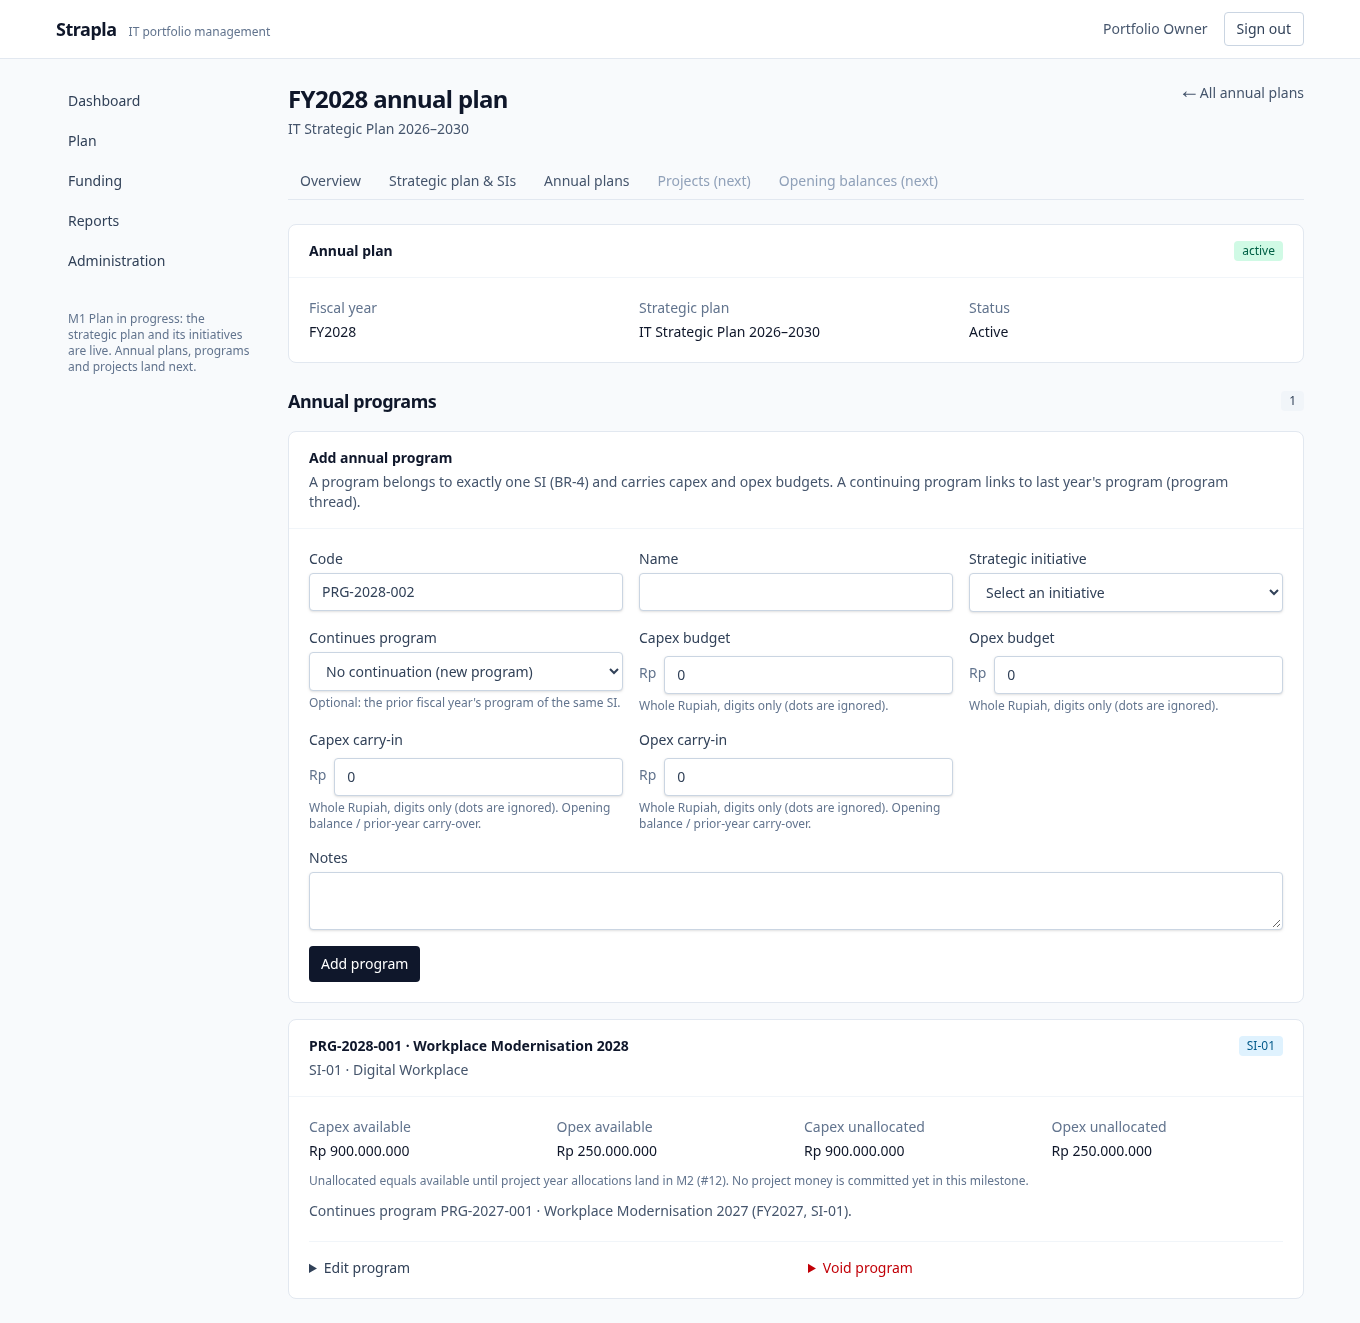 Strapla IT portfolio management
Portfolio Owner Sign out
Dashboard
Plan
Funding
Reports
Administration
M1 Plan in progress: the
strategic plan and its initiatives
are live. Annual plans, programs
and projects land next.
FY2028 annual plan
← All annual plans
IT Strategic Plan 2026–2030
Overview Strategic plan & SIs Annual plans Projects (next) Opening balances (next)
Annual plan active
Fiscal year Strategic plan Status
FY2028 IT Strategic Plan 2026–2030 Active
Annual programs 1
Add annual program
A program belongs to exactly one SI (BR-4) and carries capex and opex budgets. A continuing program links to last year's program (program
thread).
Code Name Strategic initiative
PRG-2028-002 Select an initiative
Continues program Capex budget Opex budget
No continuation (new program) Rp 0 Rp 0
Optional: the prior fiscal year's program of the same SI. Whole Rupiah, digits only (dots are ignored). Whole Rupiah, digits only (dots are ignored).
Capex carry-in Opex carry-in
Rp 0 Rp 0
Whole Rupiah, digits only (dots are ignored). Opening Whole Rupiah, digits only (dots are ignored). Opening
balance / prior-year carry-over. balance / prior-year carry-over.
Notes
Add program
PRG-2028-001 · Workplace Modernisation 2028 SI-01
SI-01 · Digital Workplace
Capex available Opex available Capex unallocated Opex unallocated
Rp 900.000.000 Rp 250.000.000 Rp 900.000.000 Rp 250.000.000
Unallocated equals available until project year allocations land in M2 (#12). No project money is committed yet in this milestone.
Continues program PRG-2027-001 · Workplace Modernisation 2027 (FY2027, SI-01).
▶ Edit program ▶ Void program